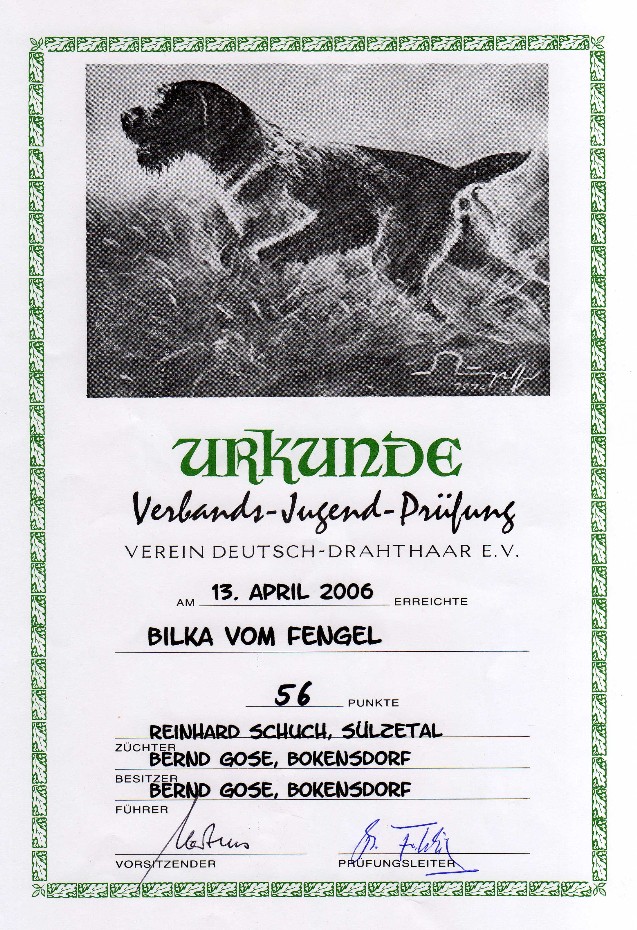 URKUNDE
Verbands-Jugend-Prüfung
VEREIN DEUTSCH-DRAHTHAAR E.V.
AM 13. APRIL 2006 ERREICHTE
BILKA VOM FENGEL
56 PUNKTE
REINHARD SCHUCH, SÜLZETAL
ZÜCHTER
BERND GOSE, BOKENSDORF
BESITZER
BERND GOSE, BOKENSDORF
FÜHRER
VORSITZENDER PRÜFUNGSLEITER